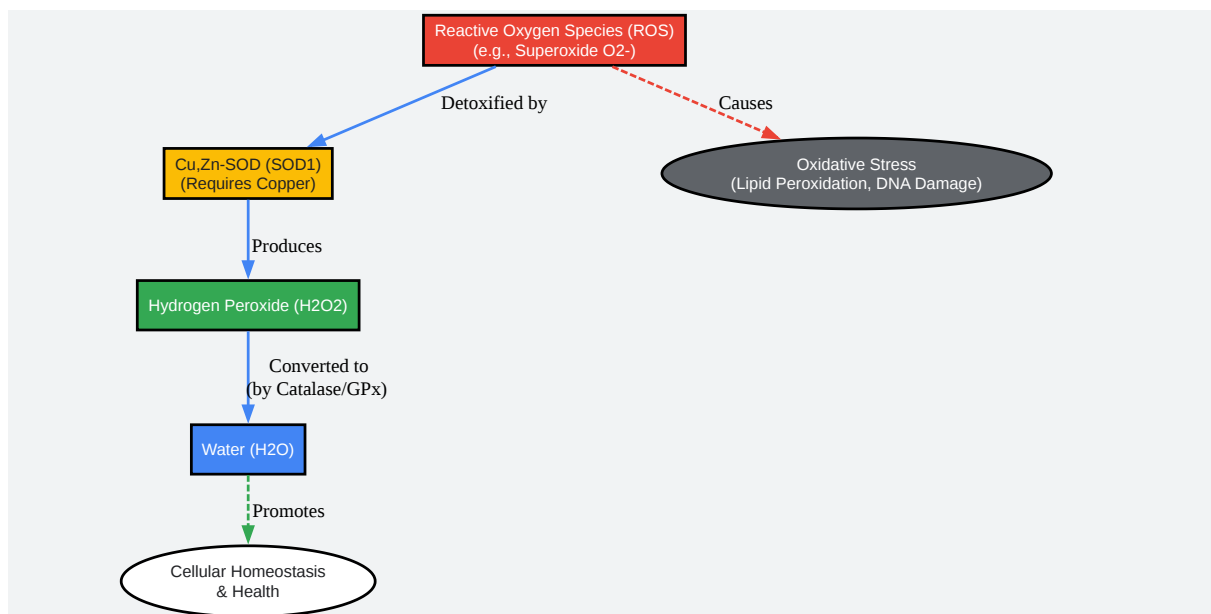 Reactive Oxygen Species (ROS)
(e.g., Superoxide O2-)
Detoxified by
Causes
Cu,Zn-SOD (SOD1)
(Requires Copper)
Oxidative Stress
(Lipid Peroxidation, DNA Damage)
Produces
Hydrogen Peroxide (H2O2)
Converted to
(by Catalase/GPx)
Water (H2O)
Promotes
Cellular Homeostasis
& Health